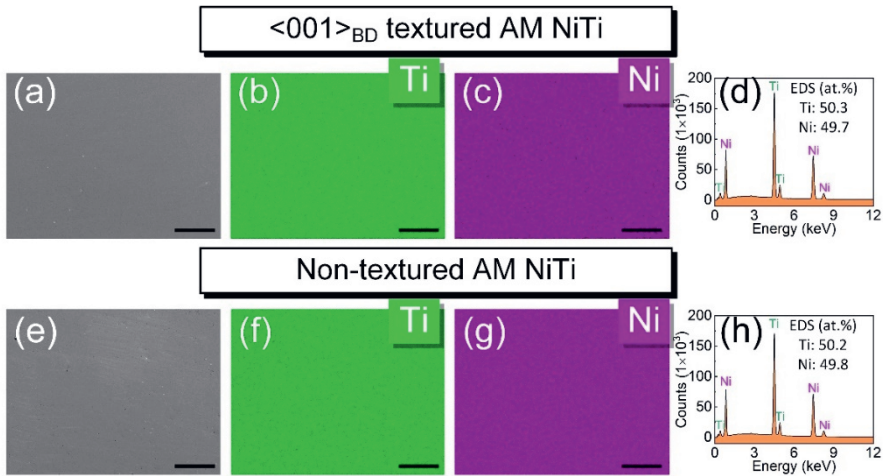 <001>BD textured AM NiTi
(a)
(b)
Ti
(c)
Ni
(d)
EDS (at.%)
Ti: 50.3
Ni: 49.7
Ti
Ni
Ti
Ti
Ni
Ni
200
150
100
50
0
Counts (1×10³)
0 3 6 9 12
Energy (keV)
Non-textured AM NiTi
(e)
(f)
Ti
(g)
Ni
(h)
EDS (at.%)
Ti: 50.2
Ni: 49.8
Ti
Ni
Ti
Ti
Ni
Ni
200
150
100
50
0
Counts (1×10³)
0 3 6 9 12
Energy (keV)